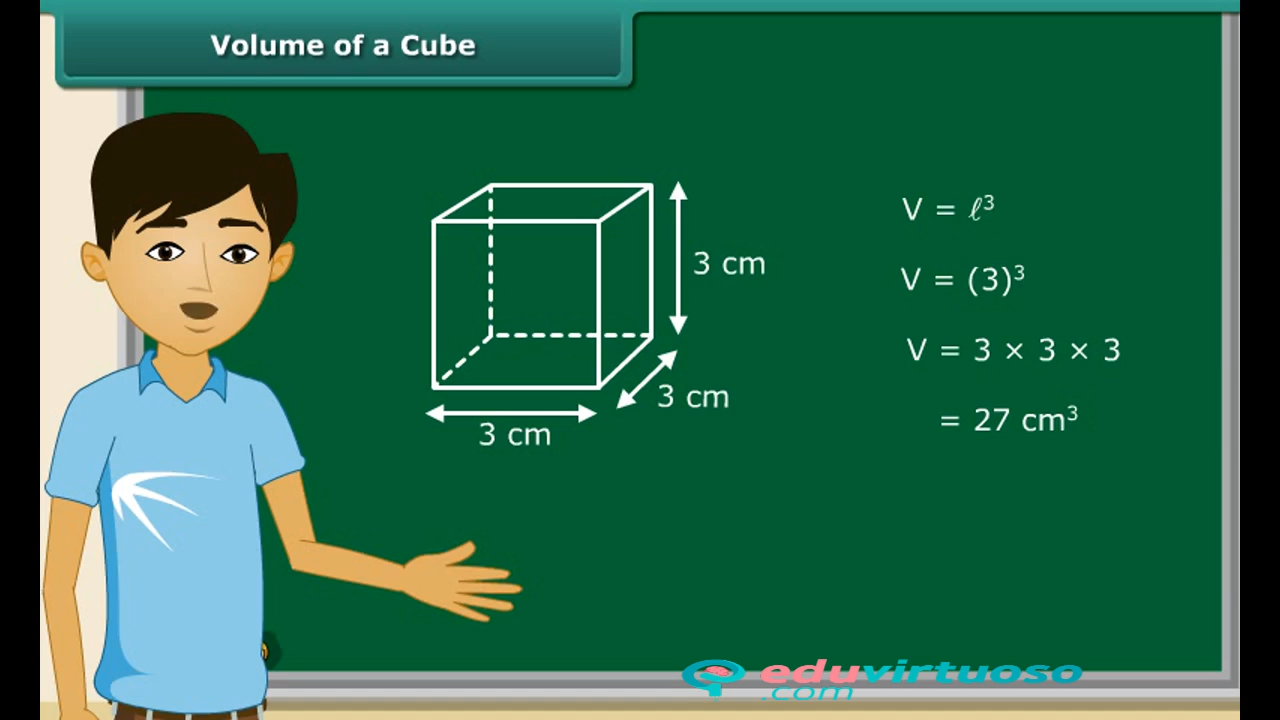 Volume of a Cube
V = ℓ³
3 cm
V = (3)³
V = 3 × 3 × 3
3 cm
3 cm
= 27 cm³
eduvirtuoso
.com